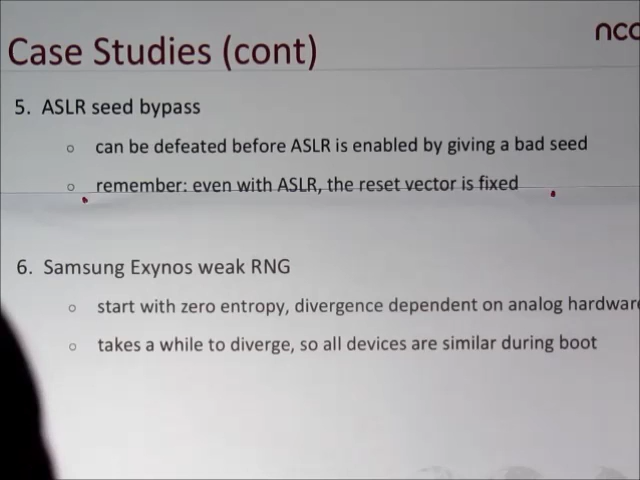 ncc
Case Studies (cont)
5. ASLR seed bypass
○ can be defeated before ASLR is enabled by giving a bad seed
○ remember: even with ASLR, the reset vector is fixed
6. Samsung Exynos weak RNG
○ start with zero entropy, divergence dependent on analog hardware
○ takes a while to diverge, so all devices are similar during boot